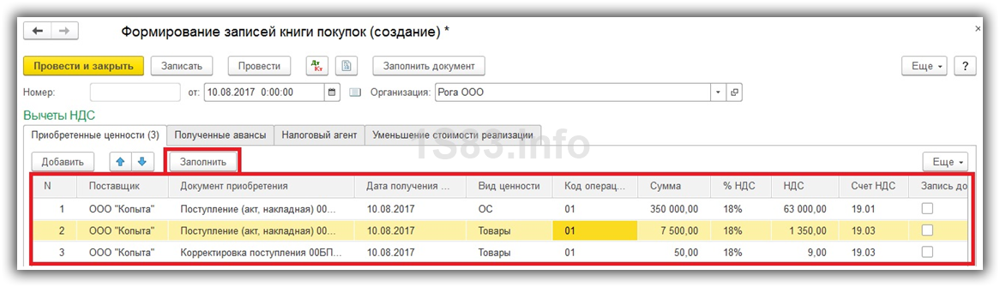 Формирование записей книги покупок (создание) *
Провести и закрыть Записать Провести Дт Кт Заполнить документ Еще ?
Номер: от: 10.08.2017 0:00:00 Организация: Рога ООО
Вычеты НДС
Приобретенные ценности (3) Полученные авансы Налоговый агент Уменьшение стоимости реализации
1S83.info
Добавить Заполнить Еще
N Поставщик Документ приобретения Дата получения ... Вид ценности Код операц... Сумма % НДС НДС Счет НДС Запись до
1 ООО "Копыта" Поступление (акт, накладная) 00... 10.08.2017 ОС 01 350 000,00 18% 63 000,00 19.01
2 ООО "Копыта" Поступление (акт, накладная) 00... 10.08.2017 Товары 01 7 500,00 18% 1 350,00 19.03
3 ООО "Копыта" Корректировка поступления 00БП... 10.08.2017 Товары 01 50,00 18% 9,00 19.03